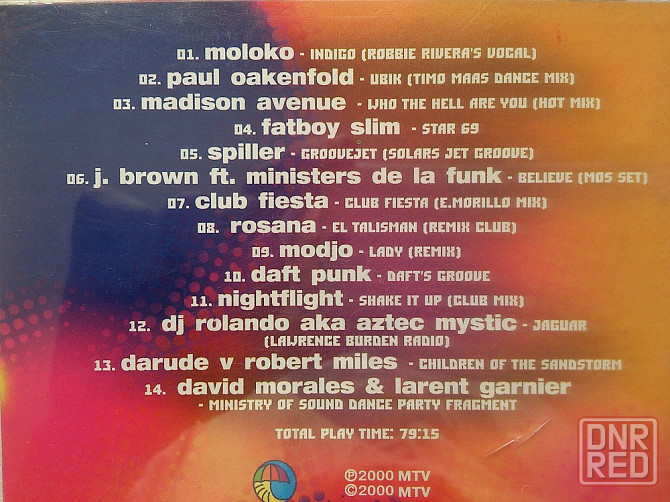 01. moloko - INDIGO (ROBBIE RIVERA'S VOCAL)
02. paul oakenfold - UBIK (TIMO MAAS DANCE MIX)
03. madison avenue - WHO THE HELL ARE YOU (HOT MIX)
04. fatboy slim - STAR 69
05. spiller - GROOVEJET (SOLARS JET GROOVE)
06. j. brown ft. ministers de la funk - BELIEVE (MOS SET)
07. club fiesta - CLUB FIESTA (E.MORILLO MIX)
08. rosana - EL TALISMAN (REMIX CLUB)
09. modjo - LADY (REMIX)
10. daft punk - DAFT'S GROOVE
11. nightflight - SHAKE IT UP (CLUB MIX)
12. dj rolando aka aztec mystic - JAGUAR
(LAWRENCE BURDEN RADIO)
13. darude v robert miles - CHILDREN OF THE SANDSTORM
14. david morales & larent garnier
- MINISTRY OF SOUND DANCE PARTY FRAGMENT
TOTAL PLAY TIME: 79:15
℗2000 MTV
©2000 MTV
DNR
RED